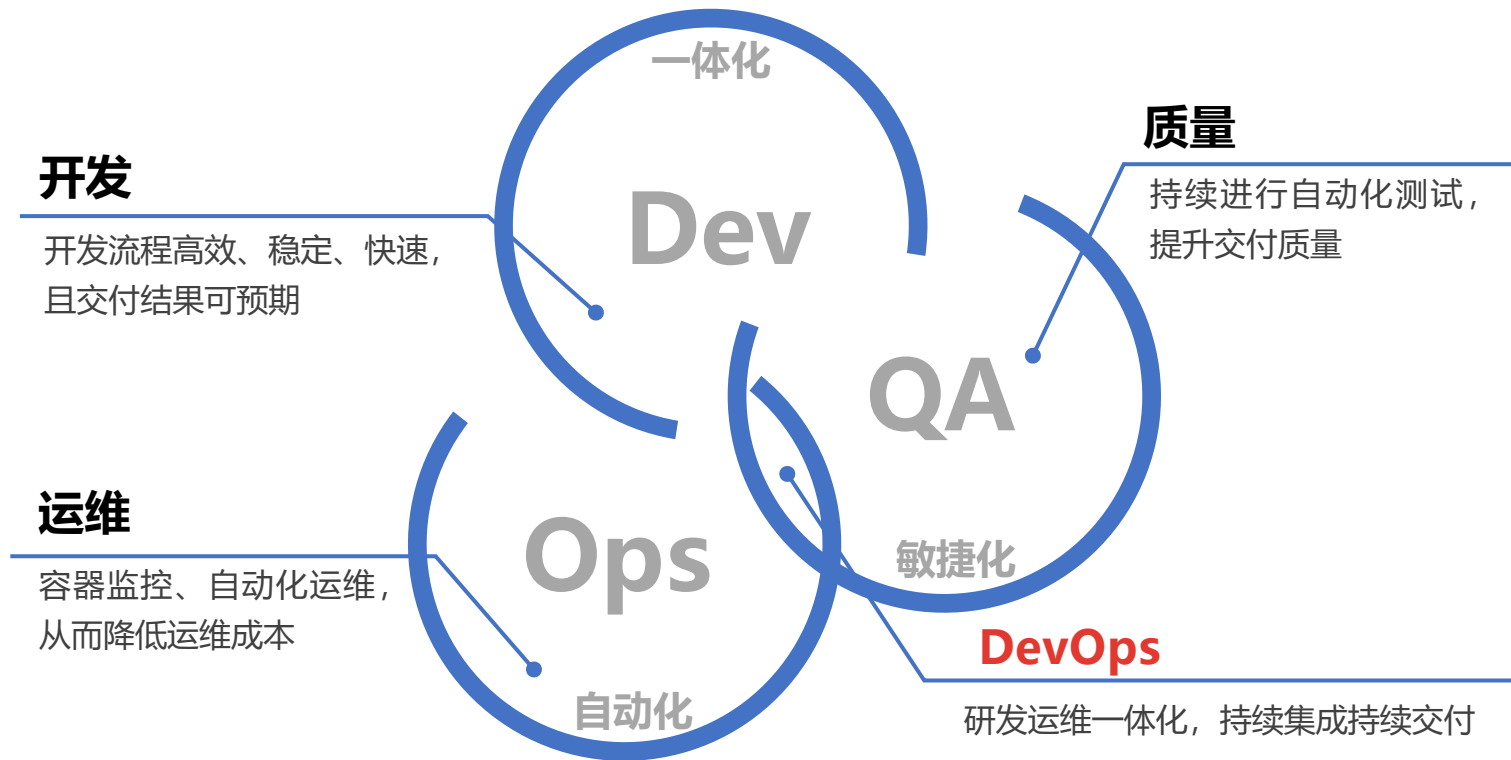 一体化
Dev
开发
开发流程高效、稳定、快速，
且交付结果可预期
质量
持续进行自动化测试，
提升交付质量
QA
敏捷化
运维
容器监控、自动化运维，
从而降低运维成本
Ops
自动化
DevOps
研发运维一体化，持续集成持续交付